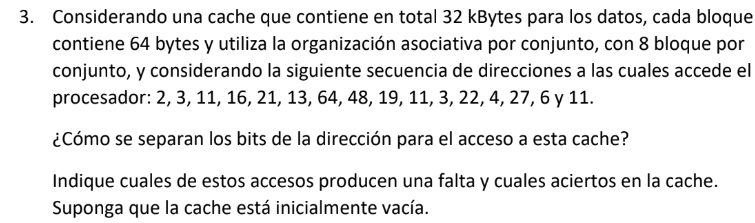 3. Considerando una cache que contiene en total 32 kBytes para los datos, cada bloque
contiene 64 bytes y utiliza la organización asociativa por conjunto, con 8 bloque por
conjunto, y considerando la siguiente secuencia de direcciones a las cuales accede el
procesador: 2, 3, 11, 16, 21, 13, 64, 48, 19, 11, 3, 22, 4, 27, 6 y 11.
¿Cómo se separan los bits de la dirección para el acceso a esta cache?
Indique cuales de estos accesos producen una falta y cuales aciertos en la cache.
Suponga que la cache está inicialmente vacía.